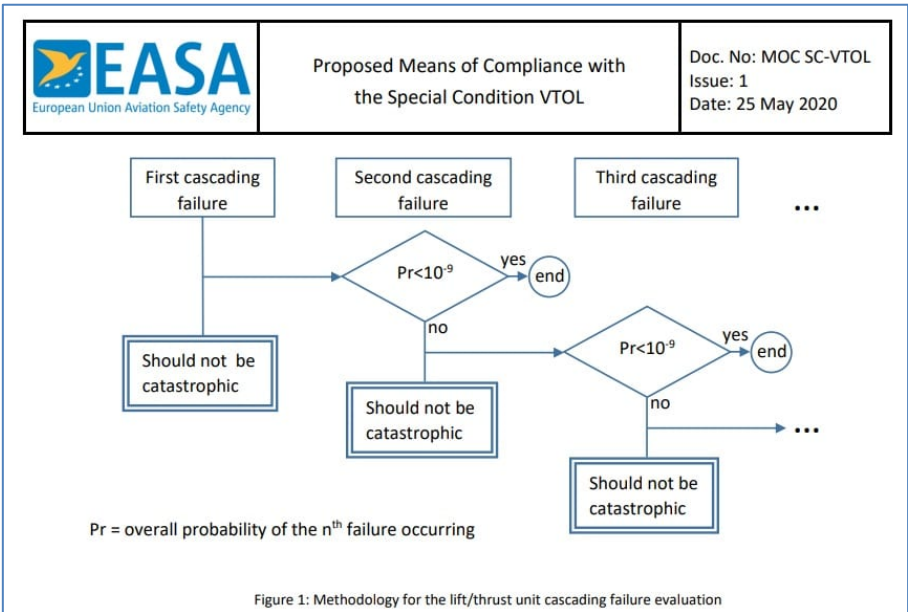 EASA
European Union Aviation Safety Agency
Proposed Means of Compliance with
the Special Condition VTOL
Doc. No: MOC SC-VTOL
Issue: 1
Date: 25 May 2020
First cascading
failure
Second cascading
failure
Third cascading
failure
...
Pr<10⁻⁹
yes
end
no
Should not be
catastrophic
Pr<10⁻⁹
yes
end
no
Should not be
catastrophic
...
Should not be
catastrophic
Pr = overall probability of the nᵗʰ failure occurring
Figure 1: Methodology for the lift/thrust unit cascading failure evaluation